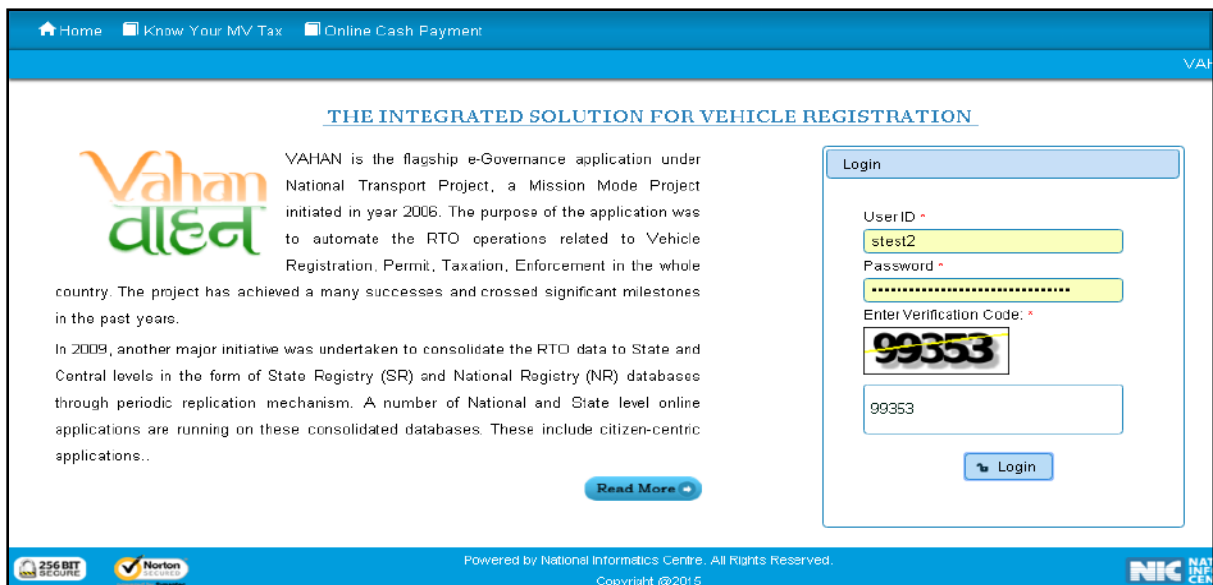 Home Know Your MV Tax Online Cash Payment
VAH
THE INTEGRATED SOLUTION FOR VEHICLE REGISTRATION
Vahan
वाहन
VAHAN is the flagship e-Governance application under
National Transport Project, a Mission Mode Project
initiated in year 2006. The purpose of the application was
to automate the RTO operations related to Vehicle
Registration, Permit, Taxation, Enforcement in the whole
country. The project has achieved a many successes and crossed significant milestones
in the past years.
In 2009, another major initiative was undertaken to consolidate the RTO data to State and
Central levels in the form of State Registry (SR) and National Registry (NR) databases
through periodic replication mechanism. A number of National and State level online
applications are running on these consolidated databases. These include citizen-centric
applications..
Read More
Login
User ID *
stest2
Password *
Enter Verification Code: *
99353
99353
Login
256 BIT
SECURE
Norton
SECURED
Powered by National Informatics Centre. All Rights Reserved.
Copyright @2015
NIC
NAT
INF
CEN